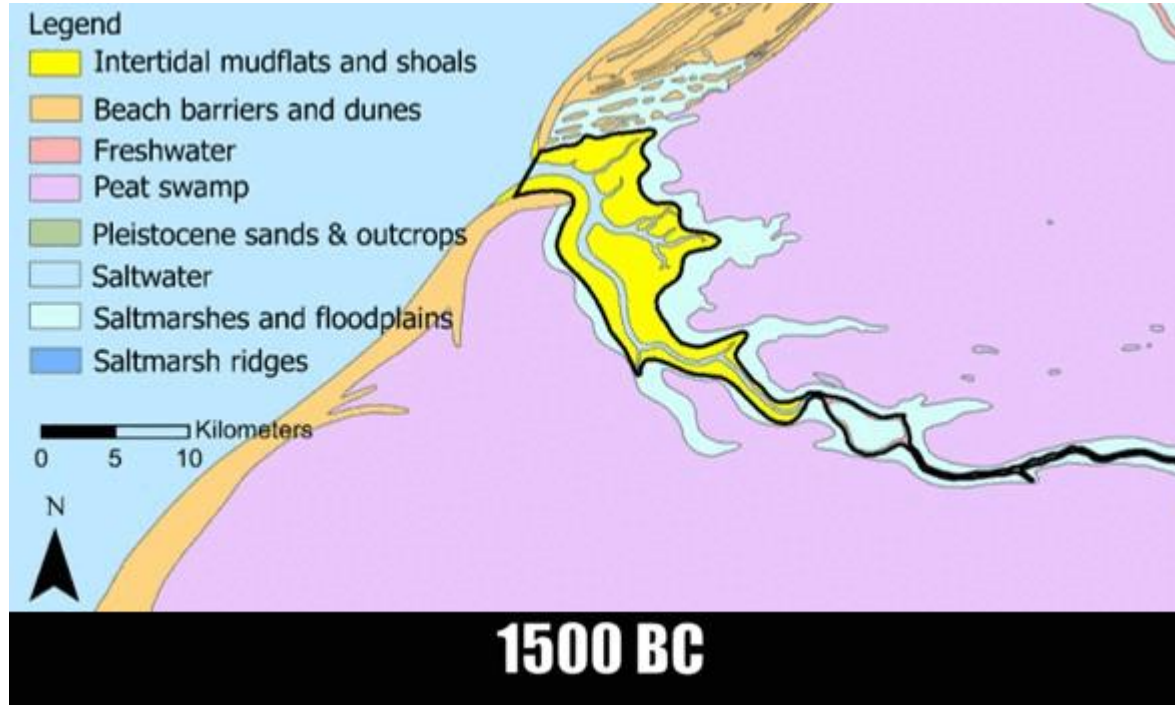 Legend
Intertidal mudflats and shoals
Beach barriers and dunes
Freshwater
Peat swamp
Pleistocene sands & outcrops
Saltwater
Saltmarshes and floodplains
Saltmarsh ridges
Kilometers
0 5 10
N
1500 BC